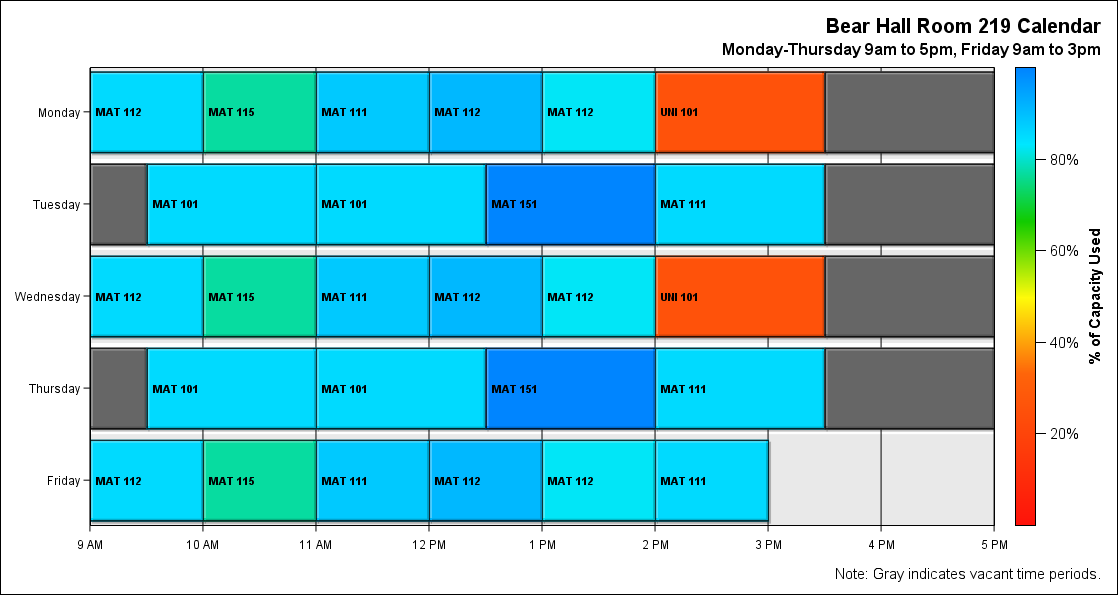 Bear Hall Room 219 Calendar
Monday-Thursday 9am to 5pm, Friday 9am to 3pm
Monday MAT 112 MAT 115 MAT 111 MAT 112 MAT 112 UNI 101
Tuesday MAT 101 MAT 101 MAT 151 MAT 111
Wednesday MAT 112 MAT 115 MAT 111 MAT 112 MAT 112 UNI 101
Thursday MAT 101 MAT 101 MAT 151 MAT 111
Friday MAT 112 MAT 115 MAT 111 MAT 112 MAT 112 MAT 111
9 AM 10 AM 11 AM 12 PM 1 PM 2 PM 3 PM 4 PM 5 PM
80%
60%
40%
20%
% of Capacity Used
Note: Gray indicates vacant time periods.